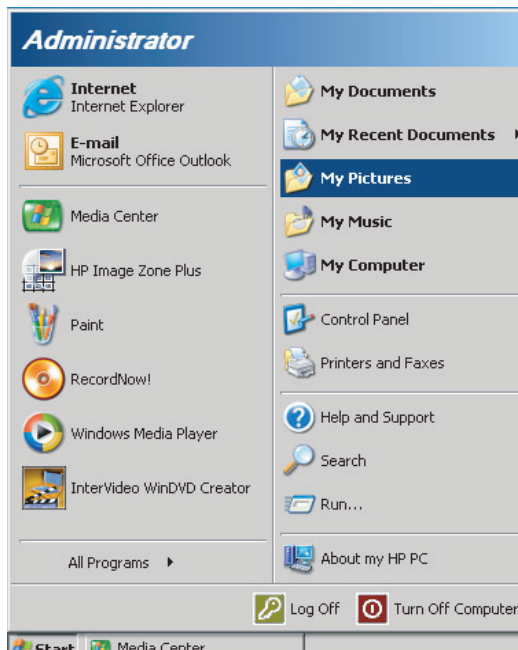 Administrator
Internet
Internet Explorer
E-mail
Microsoft Office Outlook
Media Center
HP Image Zone Plus
Paint
RecordNow!
Windows Media Player
InterVideo WinDVD Creator
All Programs
My Documents
My Recent Documents
My Pictures
My Music
My Computer
Control Panel
Printers and Faxes
Help and Support
Search
Run...
About my HP PC
Log Off
Turn Off Computer
Start
Media Center